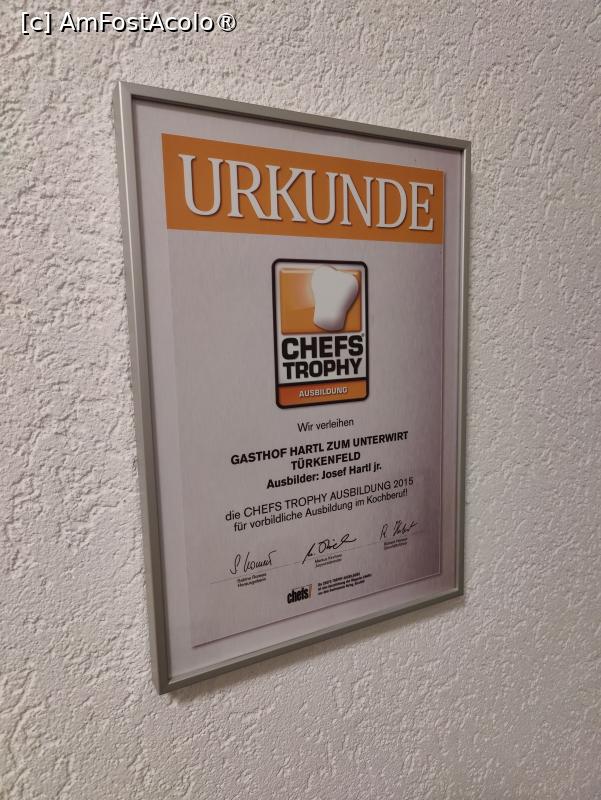 [c] AmFostAcolo®
URKUNDE
CHEFS
TROPHY
AUSBILDUNG
Wir verleihen
GASTHOF HARTL ZUM UNTERWIRT
TÜRKENFELD
Ausbilder: Josef Hartl jr.
die CHEFS TROPHY AUSBILDUNG 2015
für vorbildliche Ausbildung im Kochberuf!
chefs!